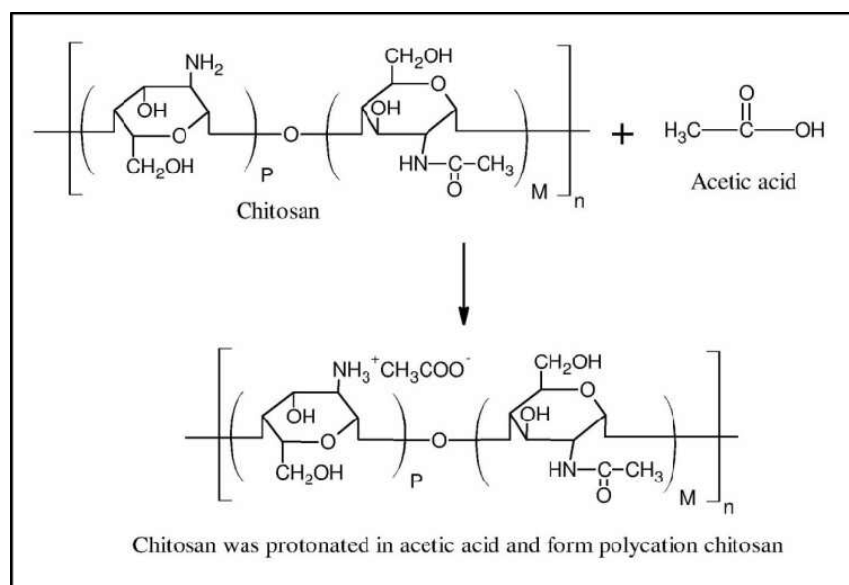 NH₂
CH₂OH
O
OH
O
O
OH
CH₂OH
P
HN—C—CH₃
O
M
n
Chitosan
+
O
H₃C
OH
Acetic acid
NH₃⁺CH₃COO⁻
CH₂OH
O
OH
O
O
OH
CH₂OH
P
HN—C—CH₃
O
M
n
Chitosan was protonated in acetic acid and form polycation chitosan